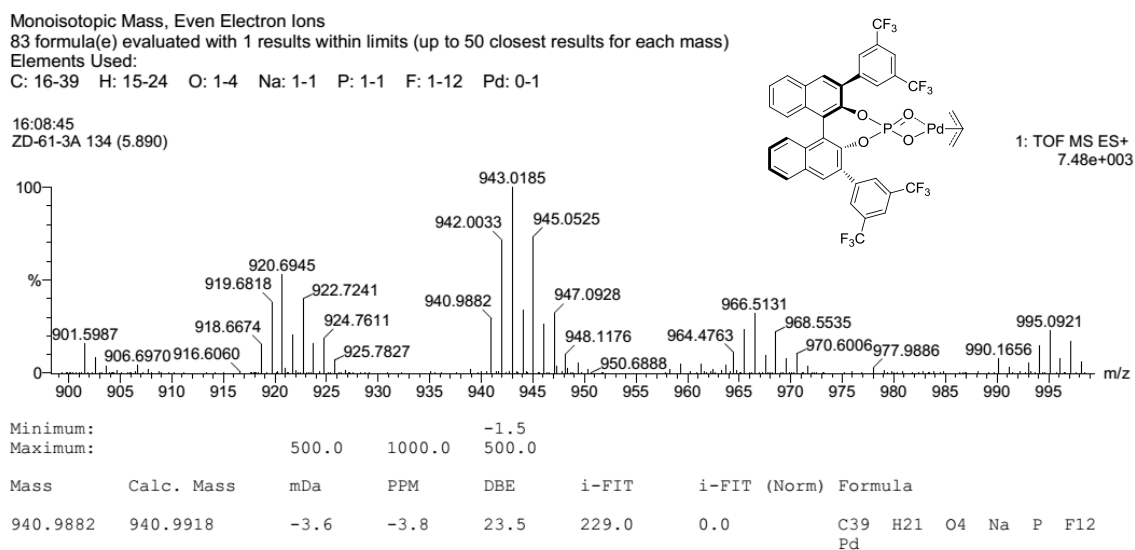 Monoisotopic Mass, Even Electron Ions
83 formula(e) evaluated with 1 results within limits (up to 50 closest results for each mass)
Elements Used:
C: 16-39 H: 15-24 O: 1-4 Na: 1-1 P: 1-1 F: 1-12 Pd: 0-1
16:08:45
ZD-61-3A 134 (5.890)
1: TOF MS ES+
7.48e+003
CF3
CF3
O
O
P
O
O
Pd
CF3
F3C
100
%
0
901.5987
906.6970
916.6060
918.6674
919.6818
920.6945
922.7241
924.7611
925.7827
940.9882
942.0033
943.0185
945.0525
947.0928
948.1176
950.6888
964.4763
966.5131
968.5535
970.6006
977.9886
990.1656
995.0921
900 905 910 915 920 925 930 935 940 945 950 955 960 965 970 975 980 985 990 995
m/z
Minimum: -1.5
Maximum: 500.0 1000.0 500.0
Mass Calc. Mass mDa PPM DBE i-FIT i-FIT (Norm) Formula
940.9882 940.9918 -3.6 -3.8 23.5 229.0 0.0 C39 H21 O4 Na P F12
Pd